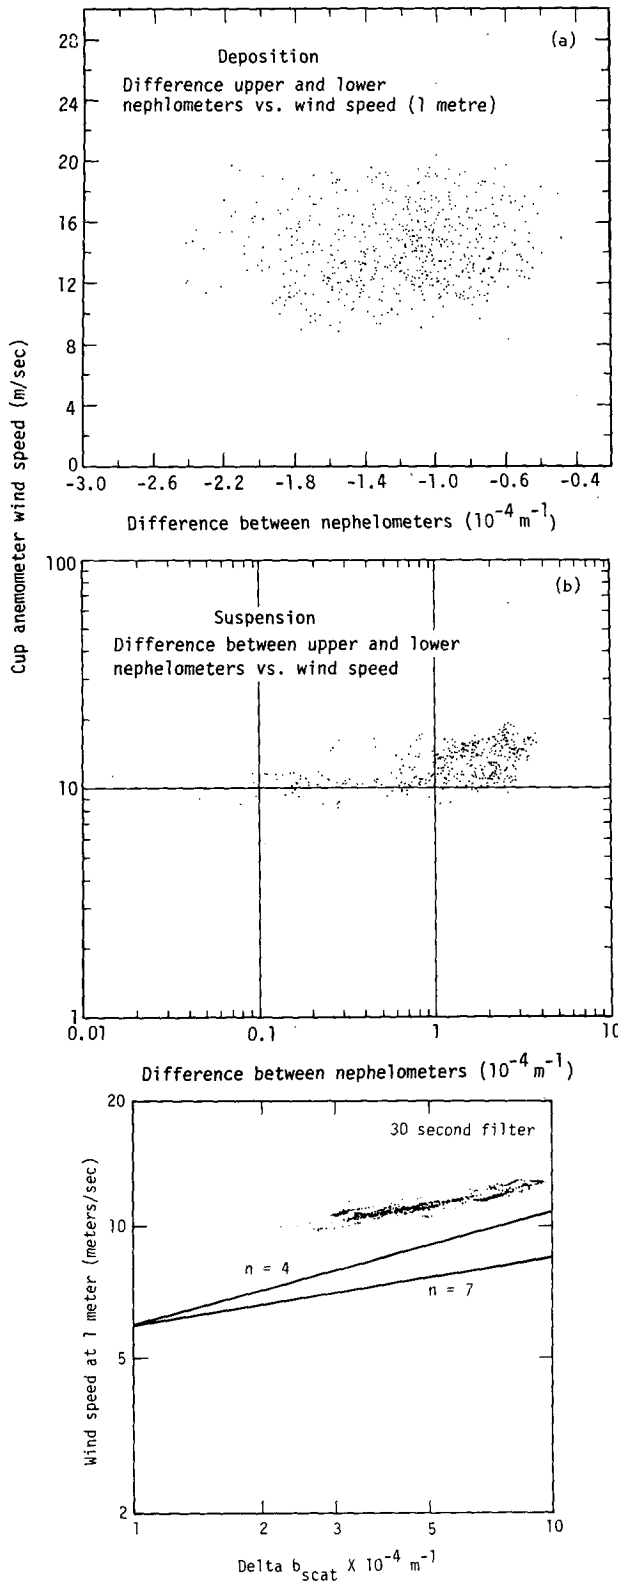 28
24
20
16
12
8
4
0
(a)
Deposition
Difference upper and lower
nephlometers vs. wind speed (1 metre)
-3.0 -2.6 -2.2 -1.8 -1.4 -1.0 -0.6 -0.4
Difference between nephelometers (10⁻⁴ m⁻¹)
Cup anemometer wind speed (m/sec)
100
10
1
(b)
Suspension
Difference between upper and lower
nephelometers vs. wind speed
0.01 0.1 1 10
Difference between nephelometers (10⁻⁴ m⁻¹)
20
10
5
2
30 second filter
n = 4
n = 7
Wind speed at 1 meter (meters/sec)
1 2 3 5 10
Delta b_scat X 10⁻⁴ m⁻¹